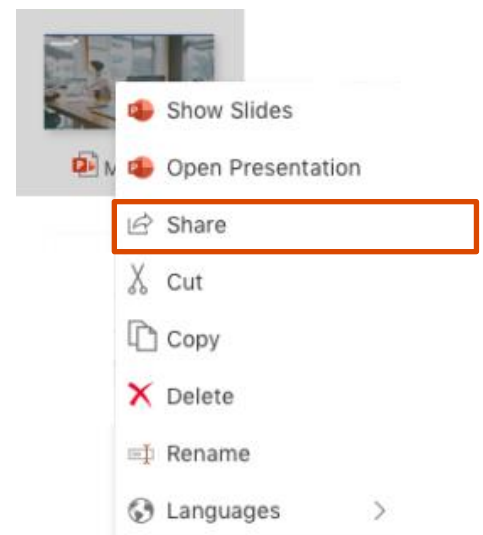 Show Slides
Open Presentation
Share
Cut
Copy
Delete
Rename
Languages